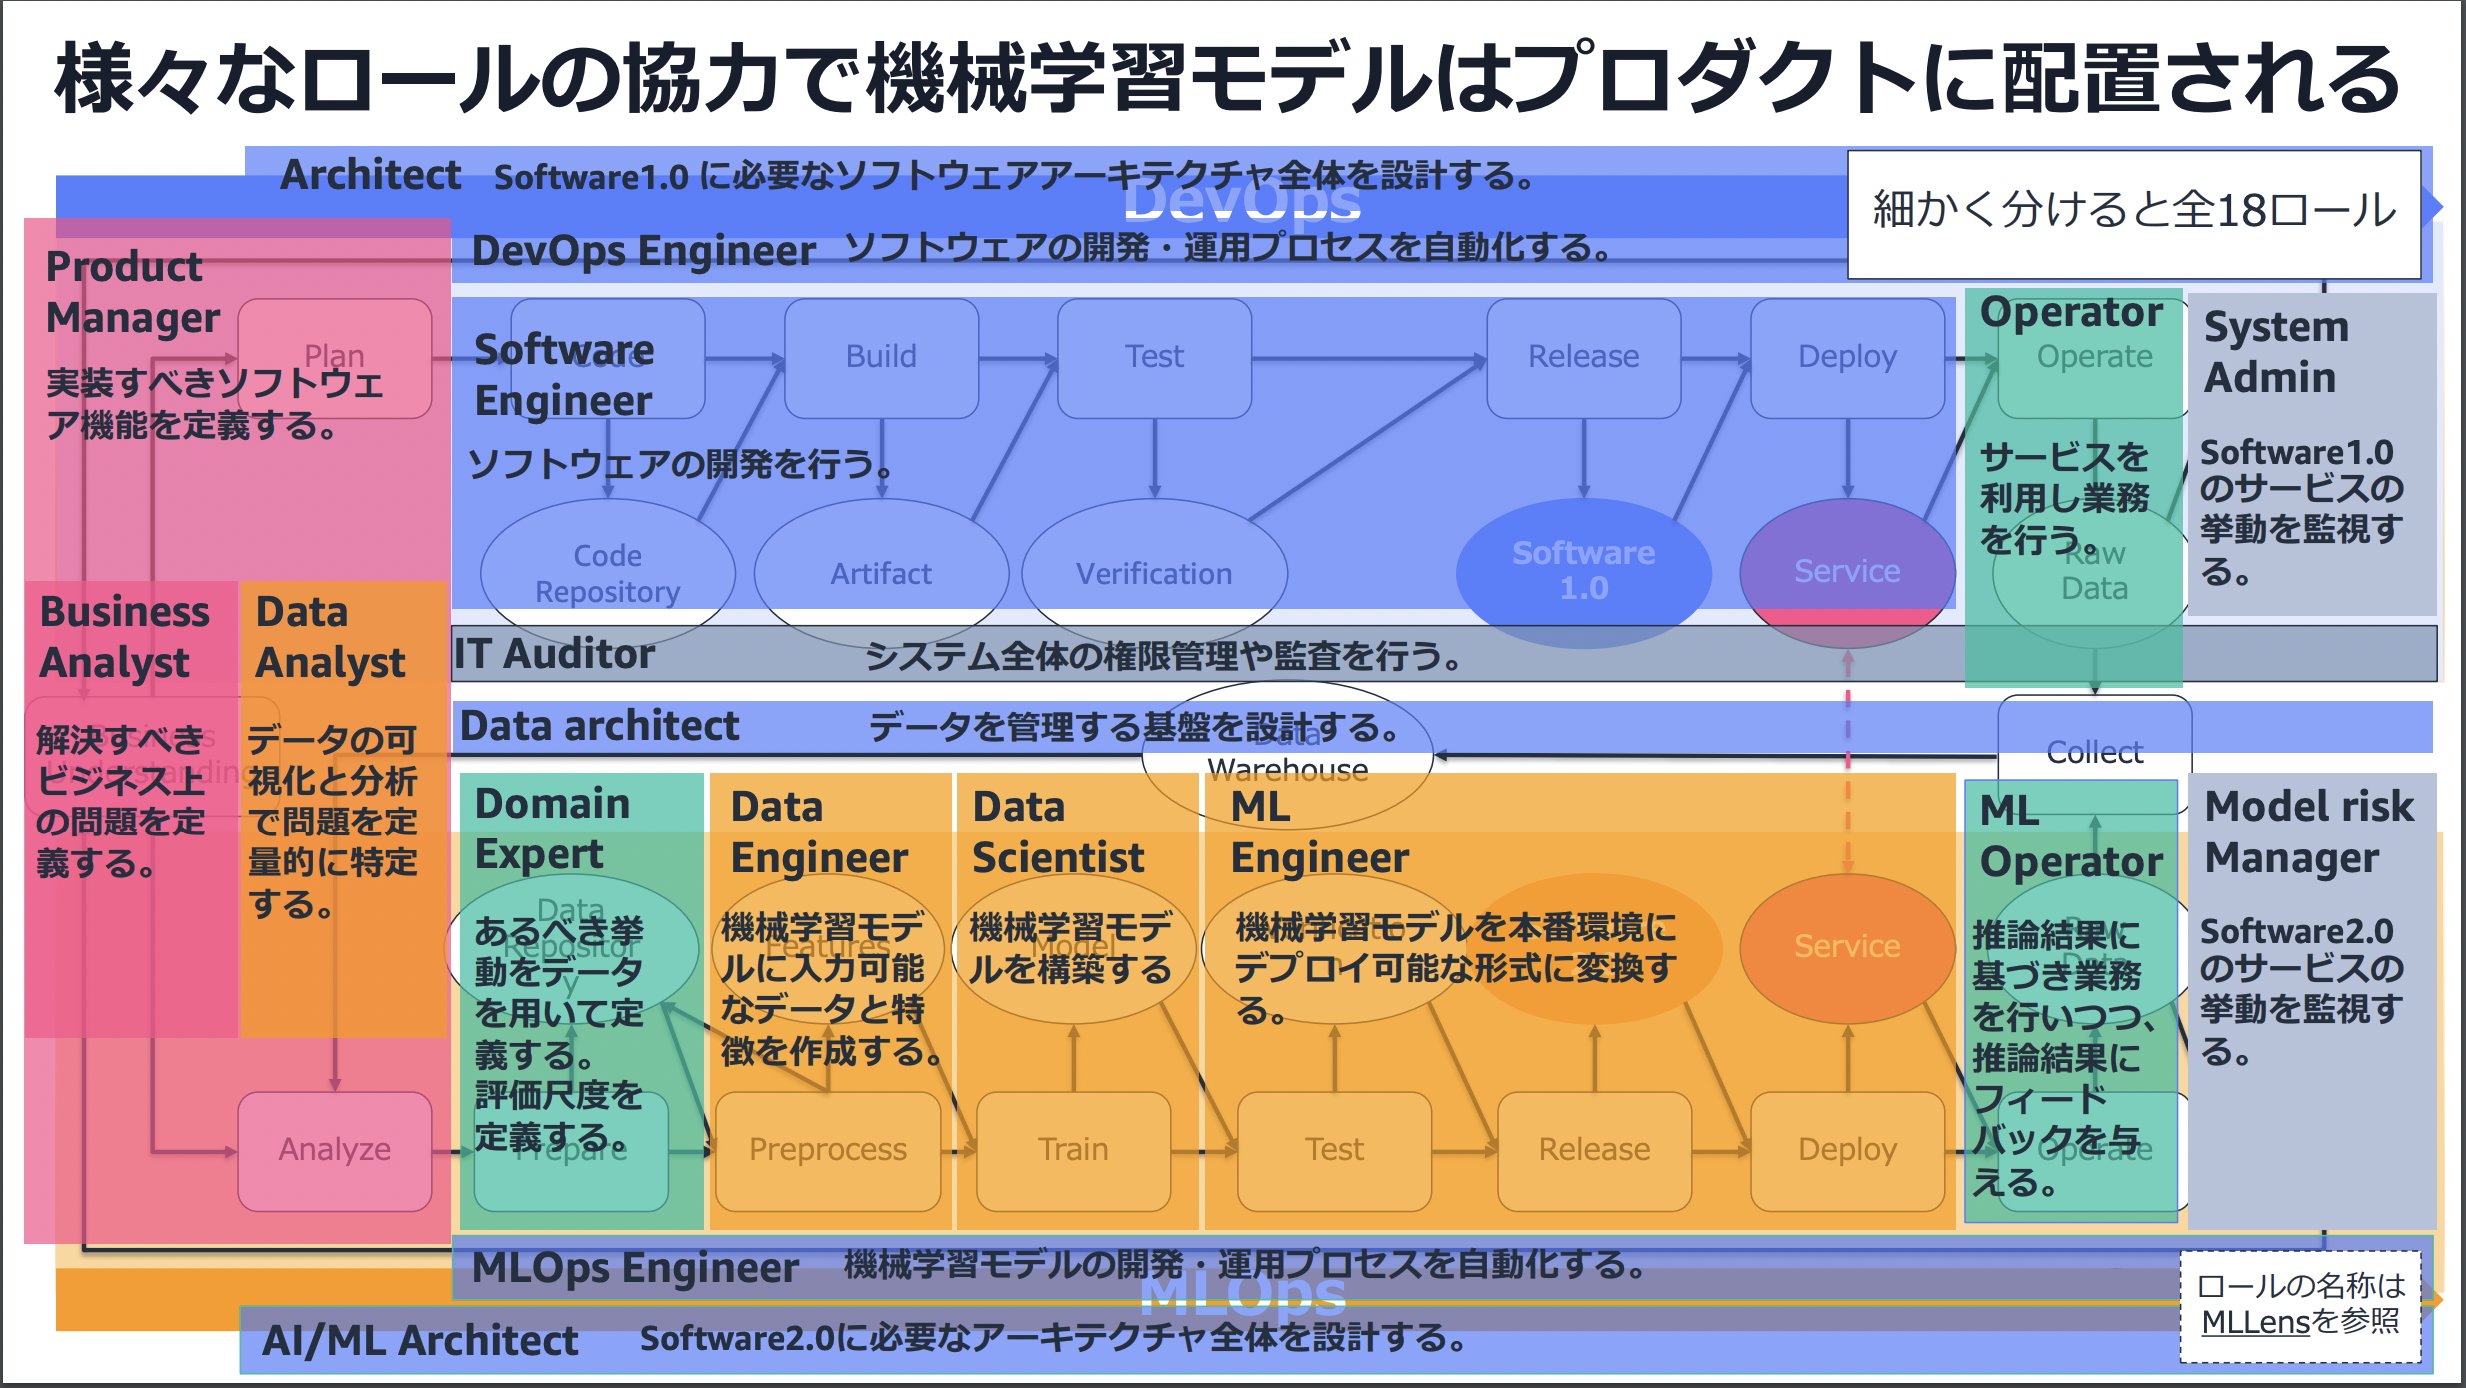 様々なロールの協力で機械学習モデルはプロダクトに配置される
Architect Software1.0 に必要なソフトウェアアーキテクチャ全体を設計する。
DevOps
細かく分けると全18ロール
DevOps Engineer ソフトウェアの開発・運用プロセスを自動化する。
Product
Manager
実装すべきソフトウェ
ア機能を定義する。
Plan
Software
Engineer
ソフトウェアの開発を行う。
Code
Build
Test
Release
Deploy
Operator
Operate
サービスを
利用し業務
を行う。
System
Admin
Software1.0
のサービスの
挙動を監視す
る。
Code
Repository
Artifact
Verification
Software
1.0
Service
Raw
Data
Business
Analyst
解決すべき
ビジネス上
の問題を定
義する。
Business
Understanding
Data
Analyst
データの可
視化と分析
で問題を定
量的に特定
する。
IT Auditor システム全体の権限管理や監査を行う。
Data architect データを管理する基盤を設計する。
Data
Warehouse
Collect
Domain
Expert
あるべき挙
動をデータ
を用いて定
義する。
評価尺度を
定義する。
Data
Repositor
y
Data
Engineer
機械学習モデ
ルに入力可能
なデータと特
徴を作成する。
Features
Data
Scientist
機械学習モデ
ルを構築する
Model
ML
Engineer
機械学習モデルを本番環境に
デプロイ可能な形式に変換す
る。
Service
ML
Operator
推論結果に
基づき業務
を行いつつ、
推論結果に
フィード
バックを与
える。
Raw
Data
Model risk
Manager
Software2.0
のサービスの
挙動を監視す
る。
Analyze
Prepare
Preprocess
Train
Test
Release
Deploy
Operate
MLOps Engineer 機械学習モデルの開発・運用プロセスを自動化する。
MLOps
AI/ML Architect Software2.0に必要なアーキテクチャ全体を設計する。
ロールの名称は
MLLensを参照